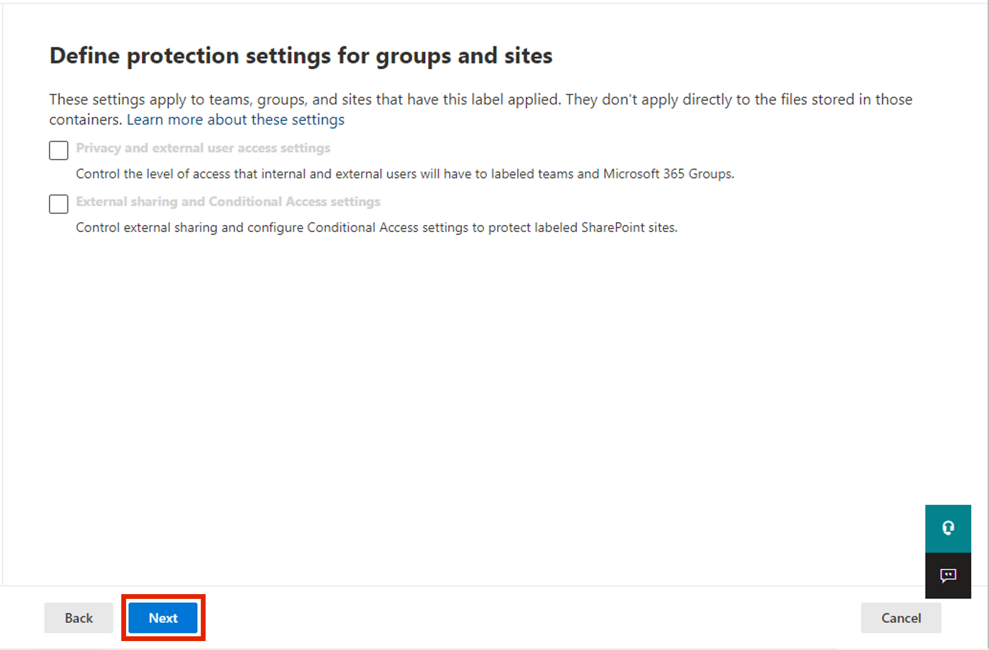 Define protection settings for groups and sites
These settings apply to teams, groups, and sites that have this label applied. They don't apply directly to the files stored in those
containers. Learn more about these settings
Privacy and external user access settings
Control the level of access that internal and external users will have to labeled teams and Microsoft 365 Groups.
External sharing and Conditional Access settings
Control external sharing and configure Conditional Access settings to protect labeled SharePoint sites.
Back
Next
Cancel